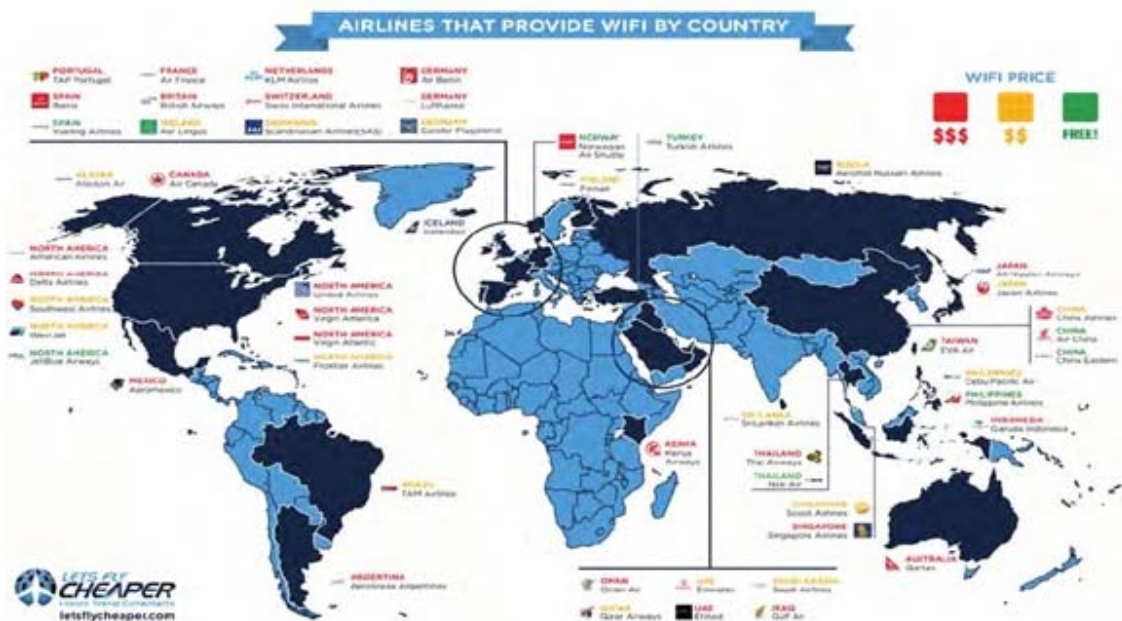 AIRLINES THAT PROVIDE WIFI BY COUNTRY
PORTUGAL
TAP Portugal
FRANCE
Air France
NETHERLANDS
KLM Airlines
GERMANY
Air Berlin
SPAIN
Iberia
BRITAIN
British Airways
SWITZERLAND
Swiss International Airlines
GERMANY
Lufthansa
SPAIN
Vueling Airlines
IRELAND
Aer Lingus
Scandinavian Airlines(SAS)
GERMANY
WIFI PRICE
$$$
$$
FREE!
NORWAY
Norwegian
Air Shuttle
TURKEY
Turkish Airlines
FINLAND
Finnair
RUSSIA
Aeroflot Russian Airlines
ALASKA
Alaskan Air
CANADA
Air Canada
ICELAND
Icelandair
NORTH AMERICA
American Airlines
NORTH AMERICA
Delta Airlines
NORTH AMERICA
Southwest Airlines
NORTH AMERICA
WestJet
NORTH AMERICA
JetBlue Airways
NORTH AMERICA
United Airlines
NORTH AMERICA
Virgin America
NORTH AMERICA
Virgin Atlantic
NORTH AMERICA
Frontier Airlines
MEXICO
Aeromexico
JAPAN
All Nippon Airways
JAPAN
Japan Airlines
CHINA
China Airlines
CHINA
Air China
CHINA
China Eastern
TAIWAN
EVA Air
PHILIPPINES
Cebu Pacific Air
PHILIPPINES
Philippine Airlines
INDONESIA
Garuda Indonesia
SRI LANKA
SriLankan Airlines
THAILAND
Thai Airways
THAILAND
Nok Air
SINGAPORE
Scoot Airlines
SINGAPORE
Singapore Airlines
KENYA
Kenya
Airways
BRAZIL
TAM Airlines
ARGENTINA
Aerolineas Argentinas
AUSTRALIA
Qantas
OMAN
Oman Air
UAE
Emirates
SAUDI ARABIA
Saudi Airlines
QATAR
Qatar Airways
UAE
Etihad
IRAQ
Gulf Air
LETS FLY
CHEAPER
letsflycheaper.com